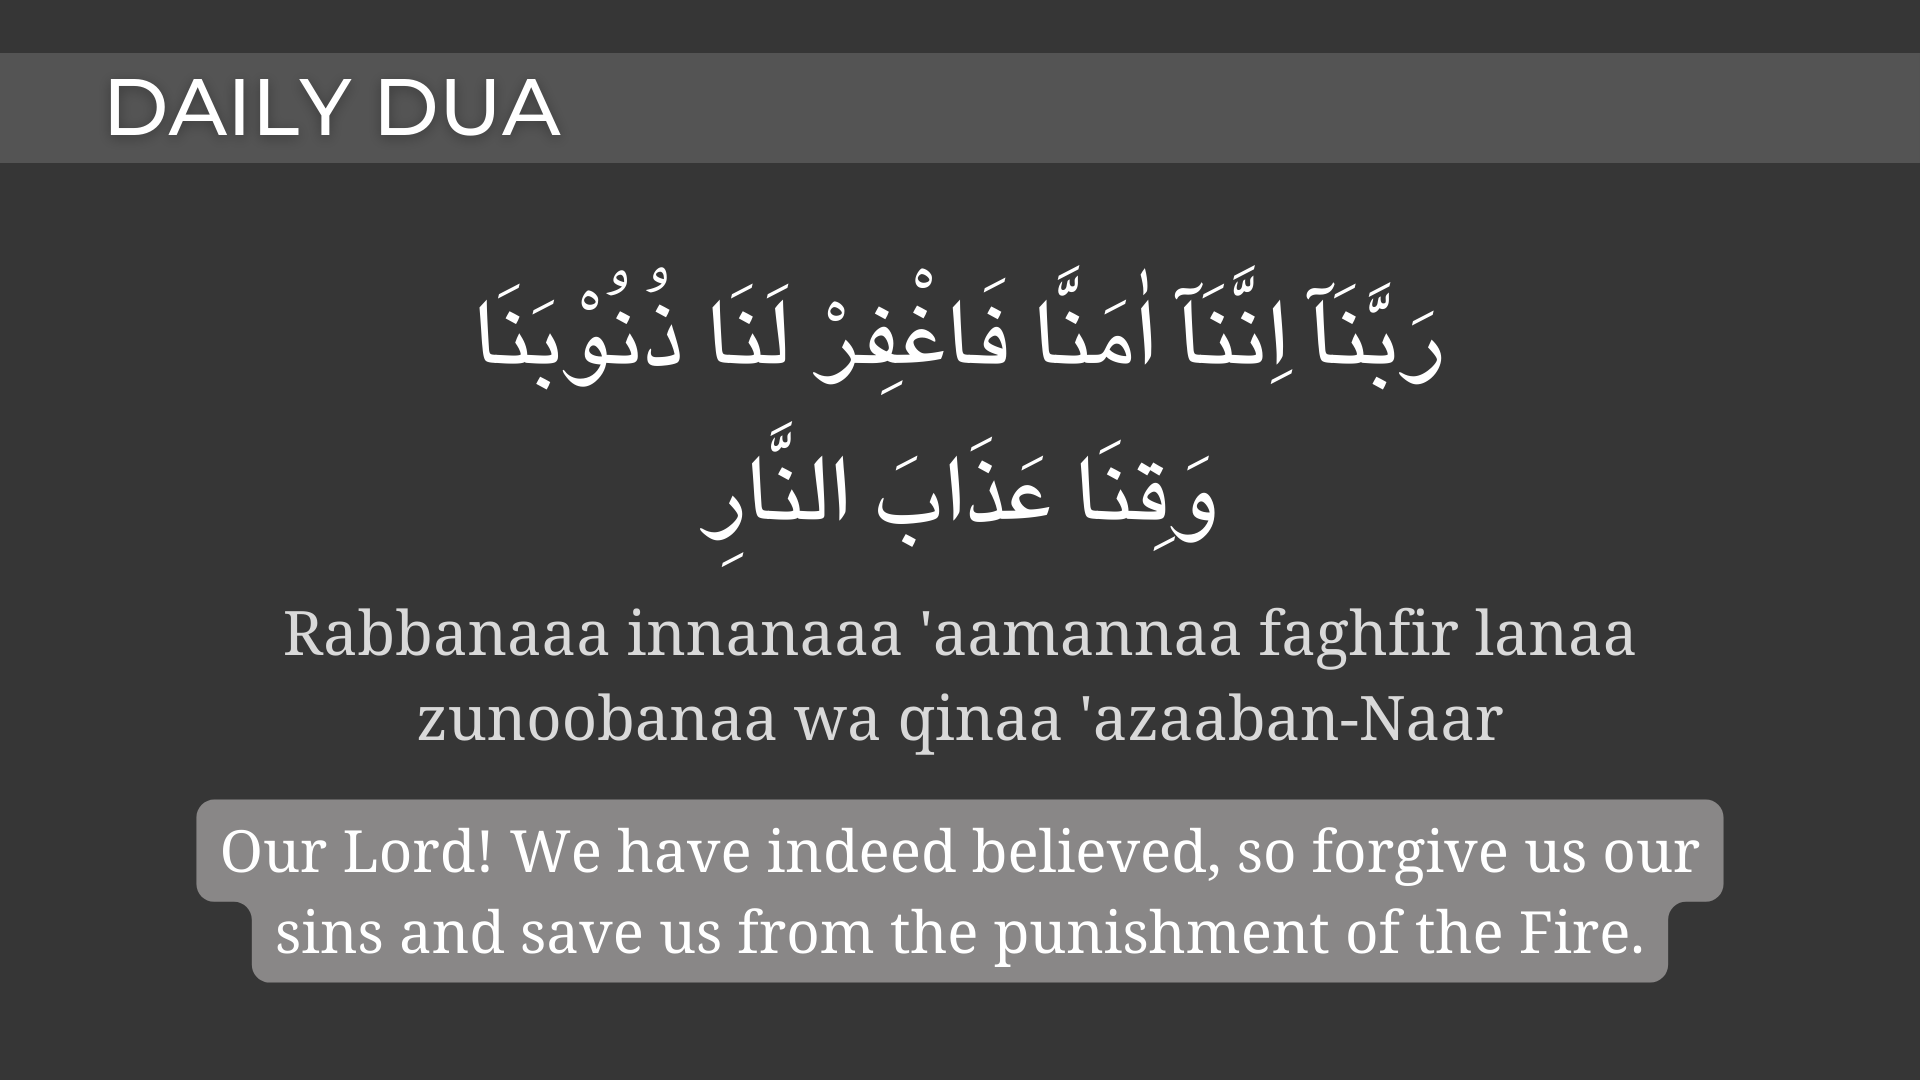 DAILY DUA
رَبَّنَآ اِنَّنَآ اٰمَنَّا فَاغْفِرْ لَنَا ذُنُوْبَنَا
وَقِنَا عَذَابَ النَّارِ
Rabbanaaa innanaaa 'aamannaa faghfir lanaa
zunoobanaa wa qinaa 'azaaban-Naar
Our Lord! We have indeed believed, so forgive us our
sins and save us from the punishment of the Fire.